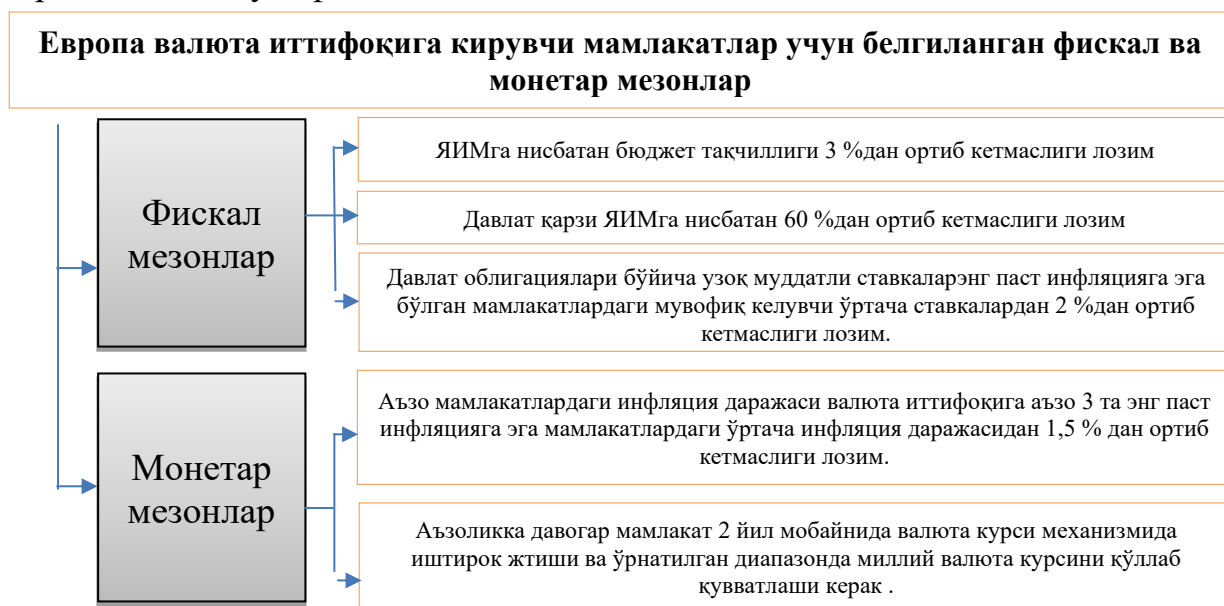 Европа валюта иттифоқига кирувчи мамлакатлар учун белгиланган фискал ва
монетар мезонлар
Фискал
мезонлар
ЯИМга нисбатан бюджет тақчиллиги 3 %дан ортиб кетмаслиги лозим
Давлат қарзи ЯИМга нисбатан 60 %дан ортиб кетмаслиги лозим
Давлат облигациялари бўйича узоқ муддатли ставкаларэнг паст инфляцияга эга
бўлган мамлакатлардаги мувофиқ келувчи ўртача ставкалардан 2 %дан ортиб
кетмаслиги лозим.
Монетар
мезонлар
Аъзо мамлакатлардаги инфляция даражаси валюта иттифоқига аъзо 3 та энг паст
инфляцияга эга мамлакатлардаги ўртача инфляция даражасидан 1,5 % дан ортиб
кетмаслиги лозим.
Аъзоликка давогар мамлакат 2 йил мобайнида валюта курси механизмида
иштирок жтиши ва ўрнатилган диапазонда миллий валюта курсини қўллаб
қувватлаши керак .